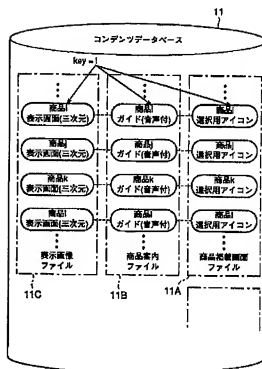 11
コンテンツデータベース
key = i
商品i
表示画面(三次元)
商品i
ガイド(音声付)
商品i
選択用アイコン
商品j
表示画面(三次元)
商品j
ガイド(音声付)
商品j
選択用アイコン
商品k
表示画面(三次元)
商品k
ガイド(音声付)
商品k
選択用アイコン
商品l
表示画面(三次元)
商品l
ガイド(音声付)
商品l
選択用アイコン
表示画像
ファイル
商品案内
ファイル
商品掲載画面
ファイル
11C
11B
11A